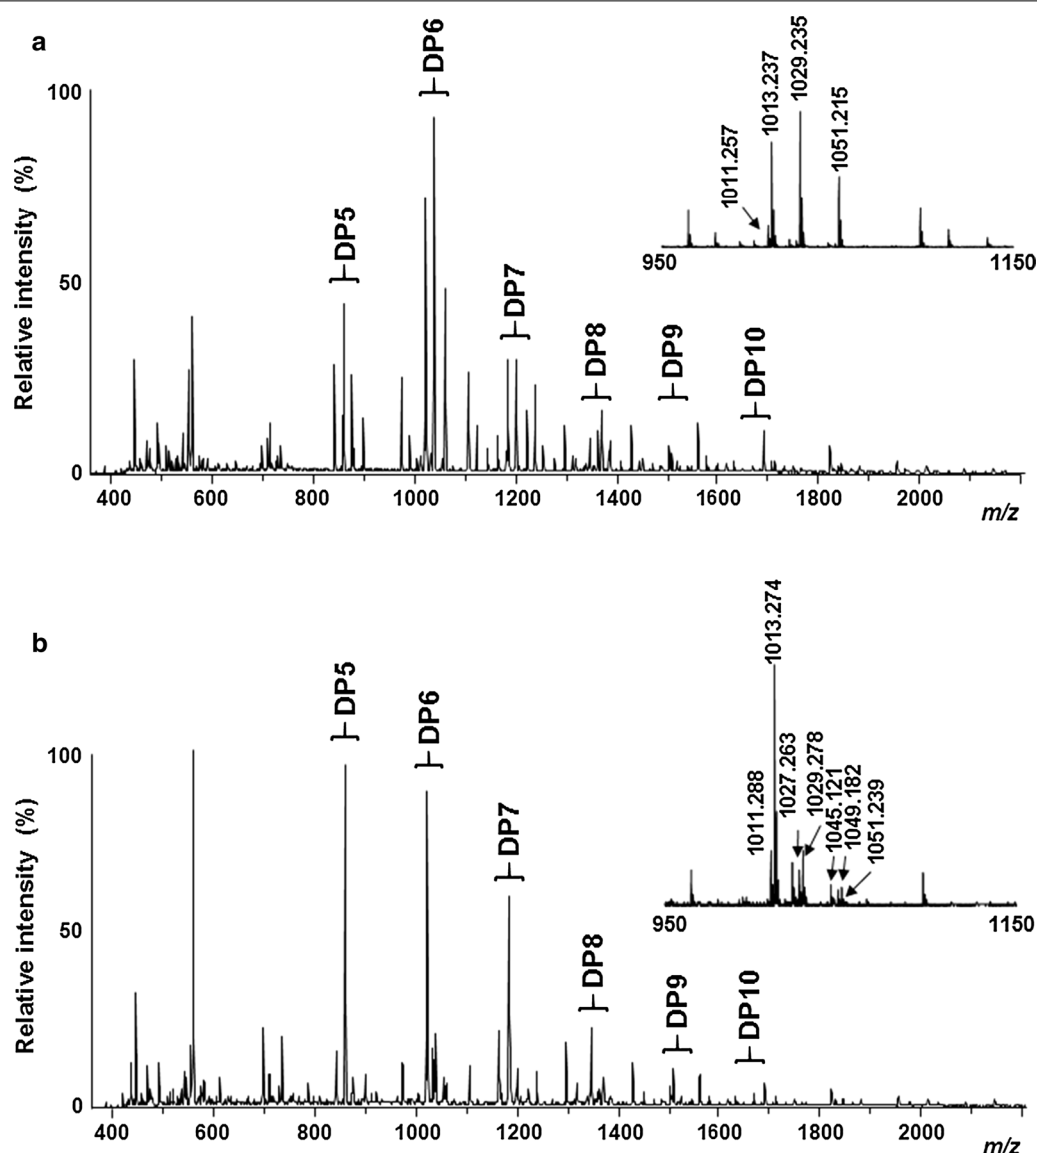 a
Relative intensity (%)
100
50
0
DP5
DP6
DP7
DP8
DP9
DP10
1011.257
1013.237
1029.235
1051.215
950
1150
400
600
800
1000
1200
1400
1600
1800
2000
m/z
b
Relative intensity (%)
100
50
0
DP5
DP6
DP7
DP8
DP9
DP10
1011.288
1013.274
1027.263
1029.278
1045.121
1049.182
1051.239
950
1150
400
600
800
1000
1200
1400
1600
1800
2000
m/z